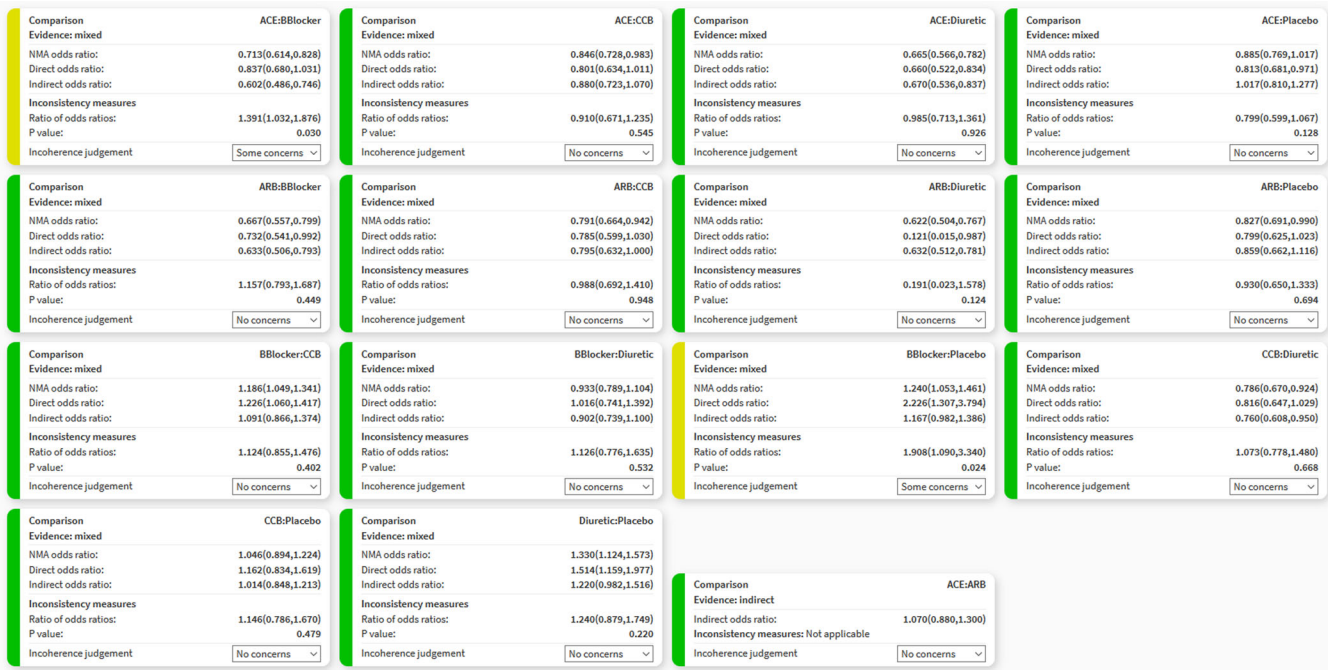 Comparison ACE:BBlocker
Evidence: mixed
NMA odds ratio: 0.713(0.614,0.828)
Direct odds ratio: 0.837(0.680,1.031)
Indirect odds ratio: 0.602(0.486,0.746)
Inconsistency measures
Ratio of odds ratios: 1.391(1.032,1.876)
P value: 0.030
Incoherence judgement Some concerns
Comparison ACE:CCB
Evidence: mixed
NMA odds ratio: 0.846(0.728,0.983)
Direct odds ratio: 0.801(0.634,1.011)
Indirect odds ratio: 0.880(0.723,1.070)
Inconsistency measures
Ratio of odds ratios: 0.910(0.671,1.235)
P value: 0.545
Incoherence judgement No concerns
Comparison ACE:Diuretic
Evidence: mixed
NMA odds ratio: 0.665(0.566,0.782)
Direct odds ratio: 0.660(0.522,0.834)
Indirect odds ratio: 0.670(0.536,0.837)
Inconsistency measures
Ratio of odds ratios: 0.985(0.713,1.361)
P value: 0.926
Incoherence judgement No concerns
Comparison ACE:Placebo
Evidence: mixed
NMA odds ratio: 0.885(0.769,1.017)
Direct odds ratio: 0.813(0.681,0.971)
Indirect odds ratio: 1.017(0.810,1.277)
Inconsistency measures
Ratio of odds ratios: 0.799(0.599,1.067)
P value: 0.128
Incoherence judgement No concerns
Comparison ARB:BBlocker
Evidence: mixed
NMA odds ratio: 0.667(0.557,0.799)
Direct odds ratio: 0.732(0.541,0.992)
Indirect odds ratio: 0.633(0.506,0.793)
Inconsistency measures
Ratio of odds ratios: 1.157(0.793,1.687)
P value: 0.449
Incoherence judgement No concerns
Comparison ARB:CCB
Evidence: mixed
NMA odds ratio: 0.791(0.664,0.942)
Direct odds ratio: 0.785(0.599,1.030)
Indirect odds ratio: 0.795(0.632,1.000)
Inconsistency measures
Ratio of odds ratios: 0.988(0.692,1.410)
P value: 0.948
Incoherence judgement No concerns
Comparison ARB:Diuretic
Evidence: mixed
NMA odds ratio: 0.622(0.504,0.767)
Direct odds ratio: 0.121(0.015,0.987)
Indirect odds ratio: 0.632(0.512,0.781)
Inconsistency measures
Ratio of odds ratios: 0.191(0.023,1.578)
P value: 0.124
Incoherence judgement No concerns
Comparison ARB:Placebo
Evidence: mixed
NMA odds ratio: 0.827(0.691,0.990)
Direct odds ratio: 0.799(0.625,1.023)
Indirect odds ratio: 0.859(0.662,1.116)
Inconsistency measures
Ratio of odds ratios: 0.930(0.650,1.333)
P value: 0.694
Incoherence judgement No concerns
Comparison BBlocker:CCB
Evidence: mixed
NMA odds ratio: 1.186(1.049,1.341)
Direct odds ratio: 1.226(1.060,1.417)
Indirect odds ratio: 1.091(0.866,1.374)
Inconsistency measures
Ratio of odds ratios: 1.124(0.855,1.476)
P value: 0.402
Incoherence judgement No concerns
Comparison BBlocker:Diuretic
Evidence: mixed
NMA odds ratio: 0.933(0.789,1.104)
Direct odds ratio: 1.016(0.741,1.392)
Indirect odds ratio: 0.902(0.739,1.100)
Inconsistency measures
Ratio of odds ratios: 1.126(0.776,1.635)
P value: 0.532
Incoherence judgement No concerns
Comparison BBlocker:Placebo
Evidence: mixed
NMA odds ratio: 1.240(1.053,1.461)
Direct odds ratio: 2.226(1.307,3.794)
Indirect odds ratio: 1.167(0.982,1.386)
Inconsistency measures
Ratio of odds ratios: 1.908(1.090,3.340)
P value: 0.024
Incoherence judgement Some concerns
Comparison CCB:Diuretic
Evidence: mixed
NMA odds ratio: 0.786(0.670,0.924)
Direct odds ratio: 0.816(0.647,1.029)
Indirect odds ratio: 0.760(0.608,0.950)
Inconsistency measures
Ratio of odds ratios: 1.073(0.778,1.480)
P value: 0.668
Incoherence judgement No concerns
Comparison CCB:Placebo
Evidence: mixed
NMA odds ratio: 1.046(0.894,1.224)
Direct odds ratio: 1.162(0.834,1.619)
Indirect odds ratio: 1.014(0.848,1.213)
Inconsistency measures
Ratio of odds ratios: 1.146(0.786,1.670)
P value: 0.479
Incoherence judgement No concerns
Comparison Diuretic:Placebo
Evidence: mixed
NMA odds ratio: 1.330(1.124,1.573)
Direct odds ratio: 1.514(1.159,1.977)
Indirect odds ratio: 1.220(0.982,1.516)
Inconsistency measures
Ratio of odds ratios: 1.240(0.879,1.749)
P value: 0.220
Incoherence judgement No concerns
Comparison ACE:ARB
Evidence: indirect
Indirect odds ratio: 1.070(0.880,1.300)
Inconsistency measures: Not applicable
Incoherence judgement No concerns